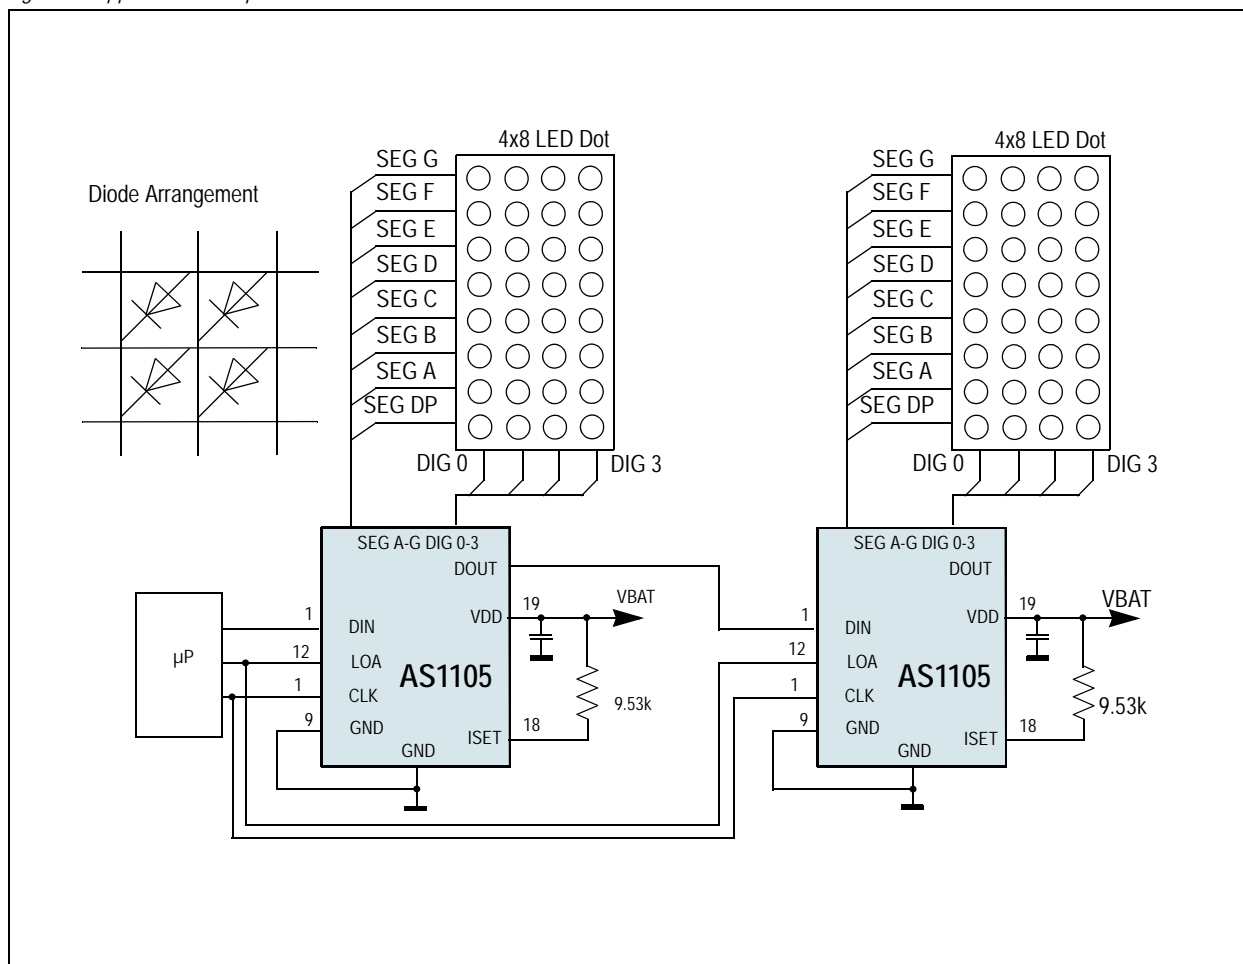 4x8 LED Dot
SEG G
SEG F
SEG E
SEG D
SEG C
SEG B
SEG A
SEG DP
DIG 0
DIG 3
Diode Arrangement
4x8 LED Dot
SEG G
SEG F
SEG E
SEG D
SEG C
SEG B
SEG A
SEG DP
DIG 0
DIG 3
µP
SEG A-G DIG 0-3
DOUT
1
DIN
12
LOA
1
CLK
9
GND
GND
AS1105
VDD
19
VBAT
9.53k
ISET
18
SEG A-G DIG 0-3
DOUT
1
DIN
12
LOA
1
CLK
9
GND
GND
AS1105
VDD
19
VBAT
9.53k
ISET
18